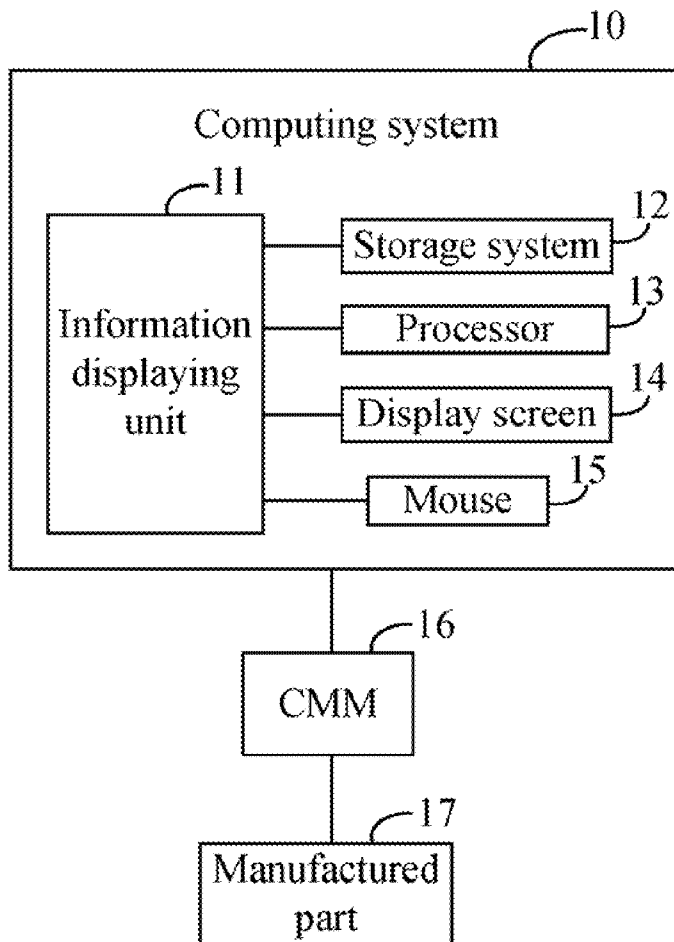 10
Computing system
11
12
Storage system
13
Processor
Information
displaying
unit
14
Display screen
15
Mouse
16
CMM
17
Manufactured
part